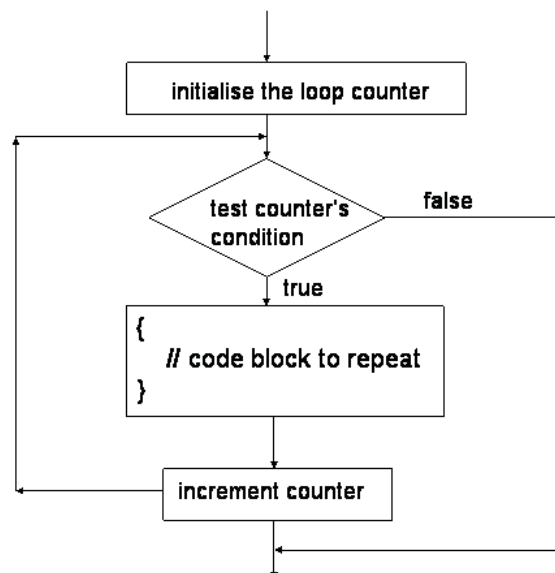 initialise the loop counter
test counter's
condition
false
true
{
// code block to repeat
}
increment counter